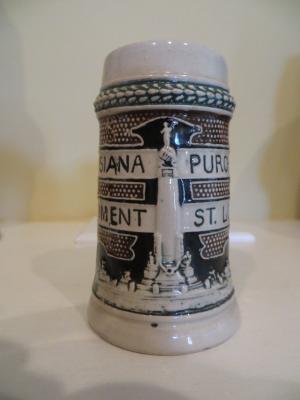 SIANA PURC
MENT ST. L